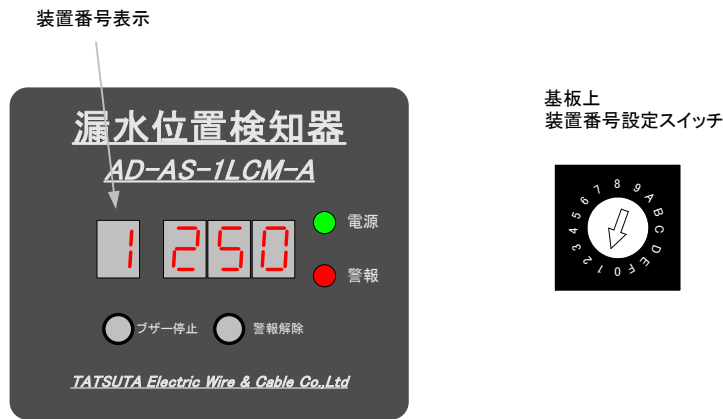 装置番号表示
漏水位置検知器
AD-AS-1LCM-A
1 250
電源
警報
ブザー停止
警報解除
TATSUTA Electric Wire & Cable Co.,Ltd
基板上
装置番号設定スイッチ
0 1 2 3 4 5 6 7 8 9 A B C D E F